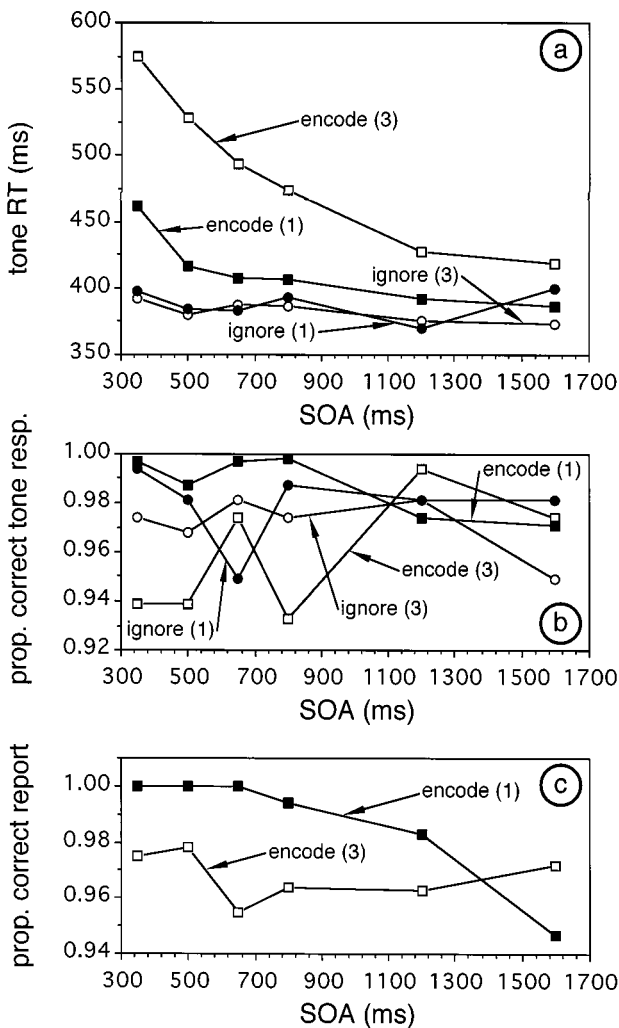 600
a
550
encode (3)
500
tone RT (ms)
450
encode (1)
ignore (3)
400
ignore (1)
350
300 500 700 900 1100 1300 1500 1700
SOA (ms)
1.00
encode (1)
0.98
prop. correct tone resp.
0.96
encode (3)
ignore (3)
0.94
ignore (1)
b
0.92
300 500 700 900 1100 1300 1500 1700
SOA (ms)
c
1.00
encode (1)
prop. correct report
0.98
encode (3)
0.96
0.94
300 500 700 900 1100 1300 1500 1700
SOA (ms)